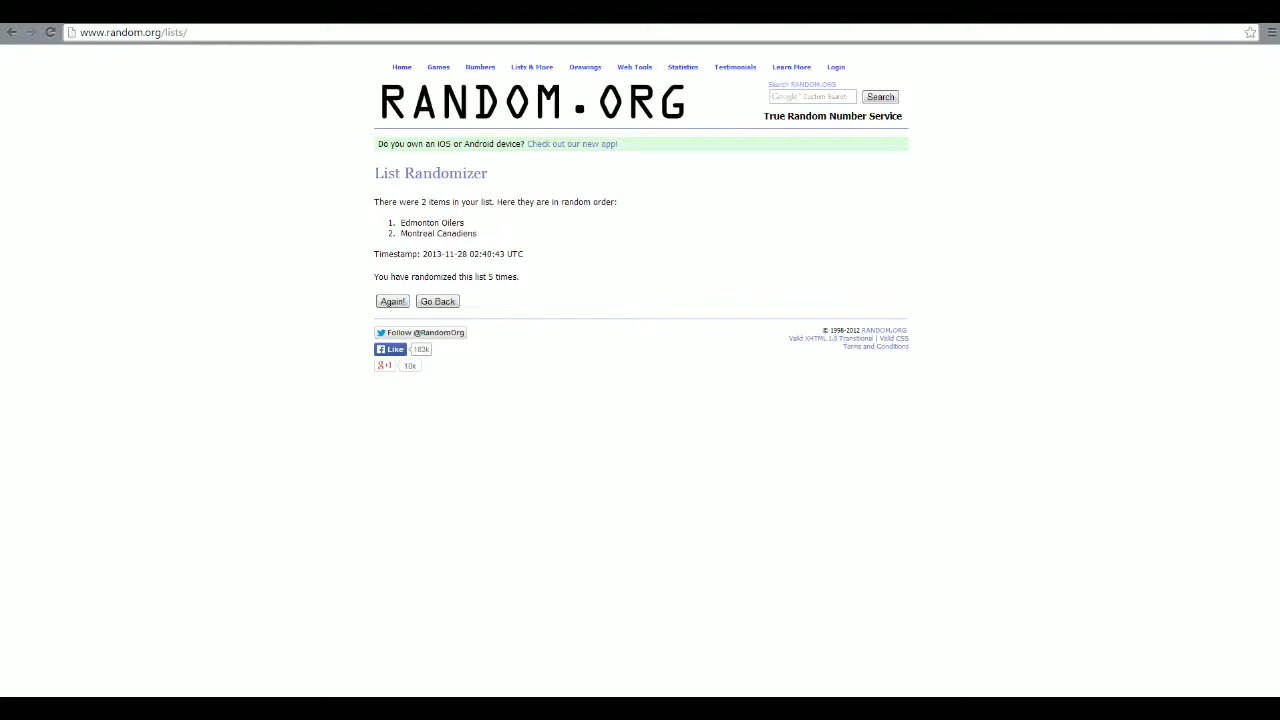 www.random.org/lists/
Home Games Numbers Lists & More Drawings Web Tools Statistics Testimonials Learn More Login
RANDOM.ORG
Search RANDOM.ORG
Google™ Custom Search Search
True Random Number Service
Do you own an iOS or Android device? Check out our new app!
List Randomizer
There were 2 items in your list. Here they are in random order:
1. Edmonton Oilers
2. Montreal Canadiens
Timestamp: 2013-11-28 02:40:43 UTC
You have randomized this list 5 times.
Again! Go Back
Follow @RandomOrg
Like 163k
g+1 10k
© 1998-2012 RANDOM.ORG
Valid XHTML 1.0 Transitional | Valid CSS
Terms and Conditions